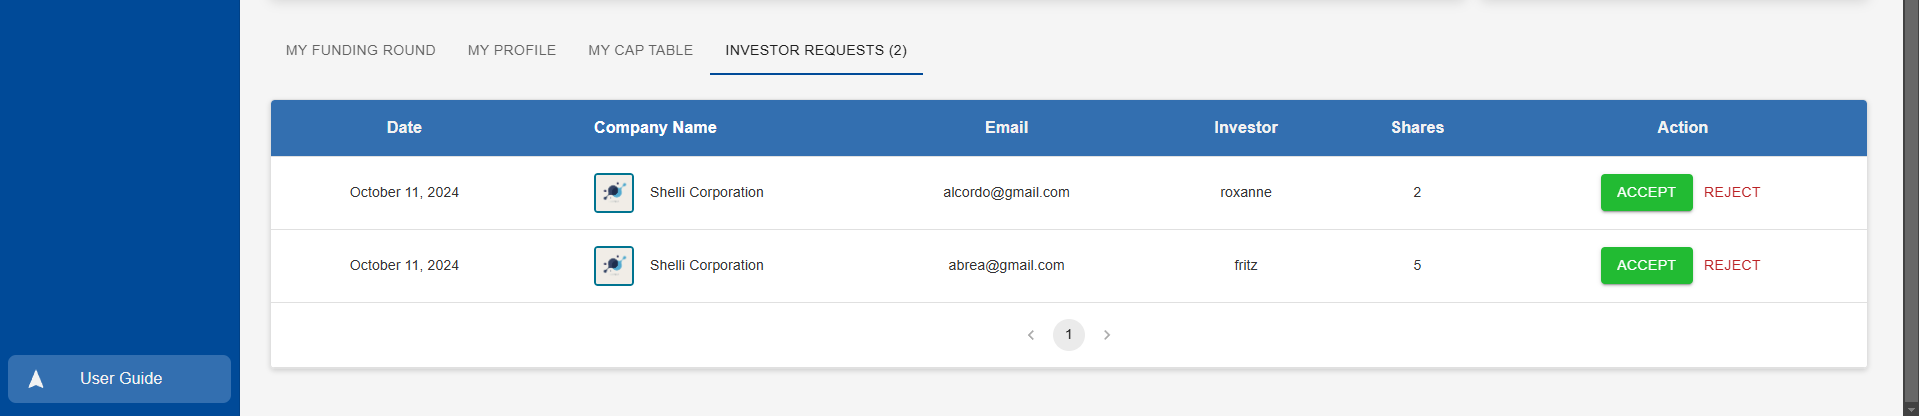 MY FUNDING ROUND MY PROFILE MY CAP TABLE INVESTOR REQUESTS (2)
Date Company Name Email Investor Shares Action
October 11, 2024 Shelli Corporation alcordo@gmail.com roxanne 2 ACCEPT REJECT
October 11, 2024 Shelli Corporation abrea@gmail.com fritz 5 ACCEPT REJECT
1
User Guide